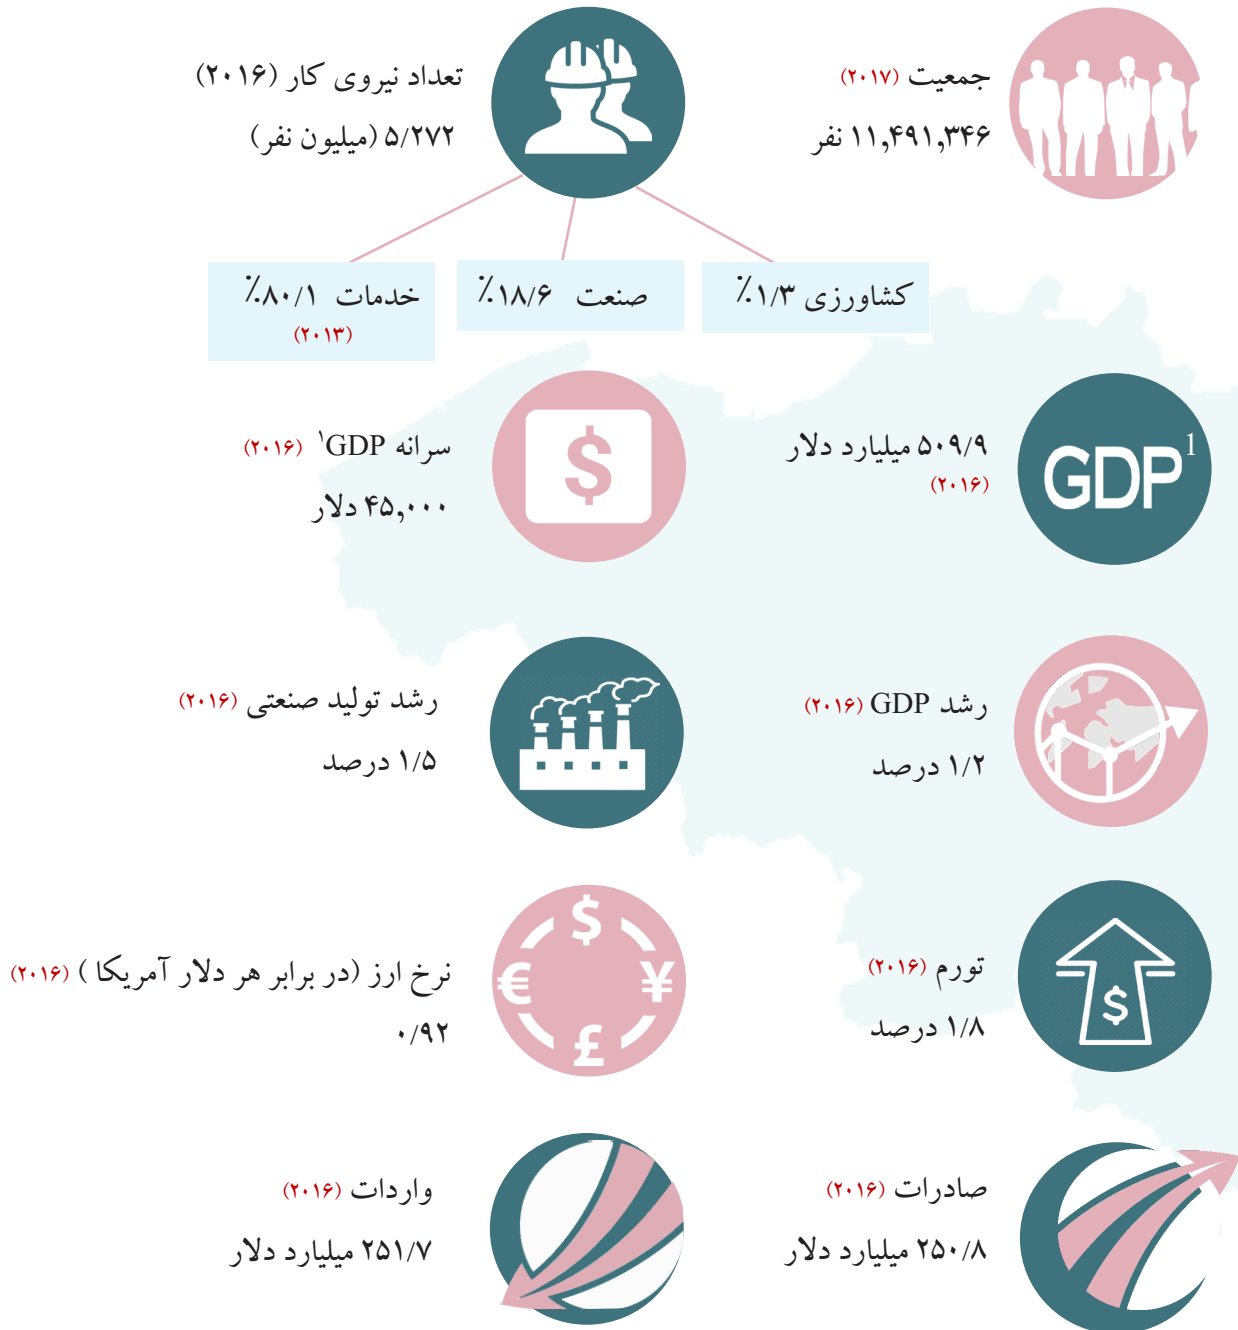 جمعیت (۲۰۱۷)
۱۱,۴۹۱,۳۴۶ نفر
تعداد نیروی کار (۲۰۱۶)
۵/۲۷۲ (میلیون نفر)
کشاورزی ۱/۳٪
صنعت ۱۸/۶٪
خدمات ۸۰/۱٪
(۲۰۱۳)
GDP1
۵۰۹/۹ میلیارد دلار
(۲۰۱۶)
$
سرانه GDP۱ (۲۰۱۶)
۴۵,۰۰۰ دلار
رشد GDP (۲۰۱۶)
۱/۲ درصد
رشد تولید صنعتی (۲۰۱۶)
۱/۵ درصد
$
تورم (۲۰۱۶)
۱/۸ درصد
$
€ ¥
£
نرخ ارز (در برابر هر دلار آمریکا ) (۲۰۱۶)
۰/۹۲
صادرات (۲۰۱۶)
۲۵۰/۸ میلیارد دلار
واردات (۲۰۱۶)
۲۵۱/۷ میلیارد دلار